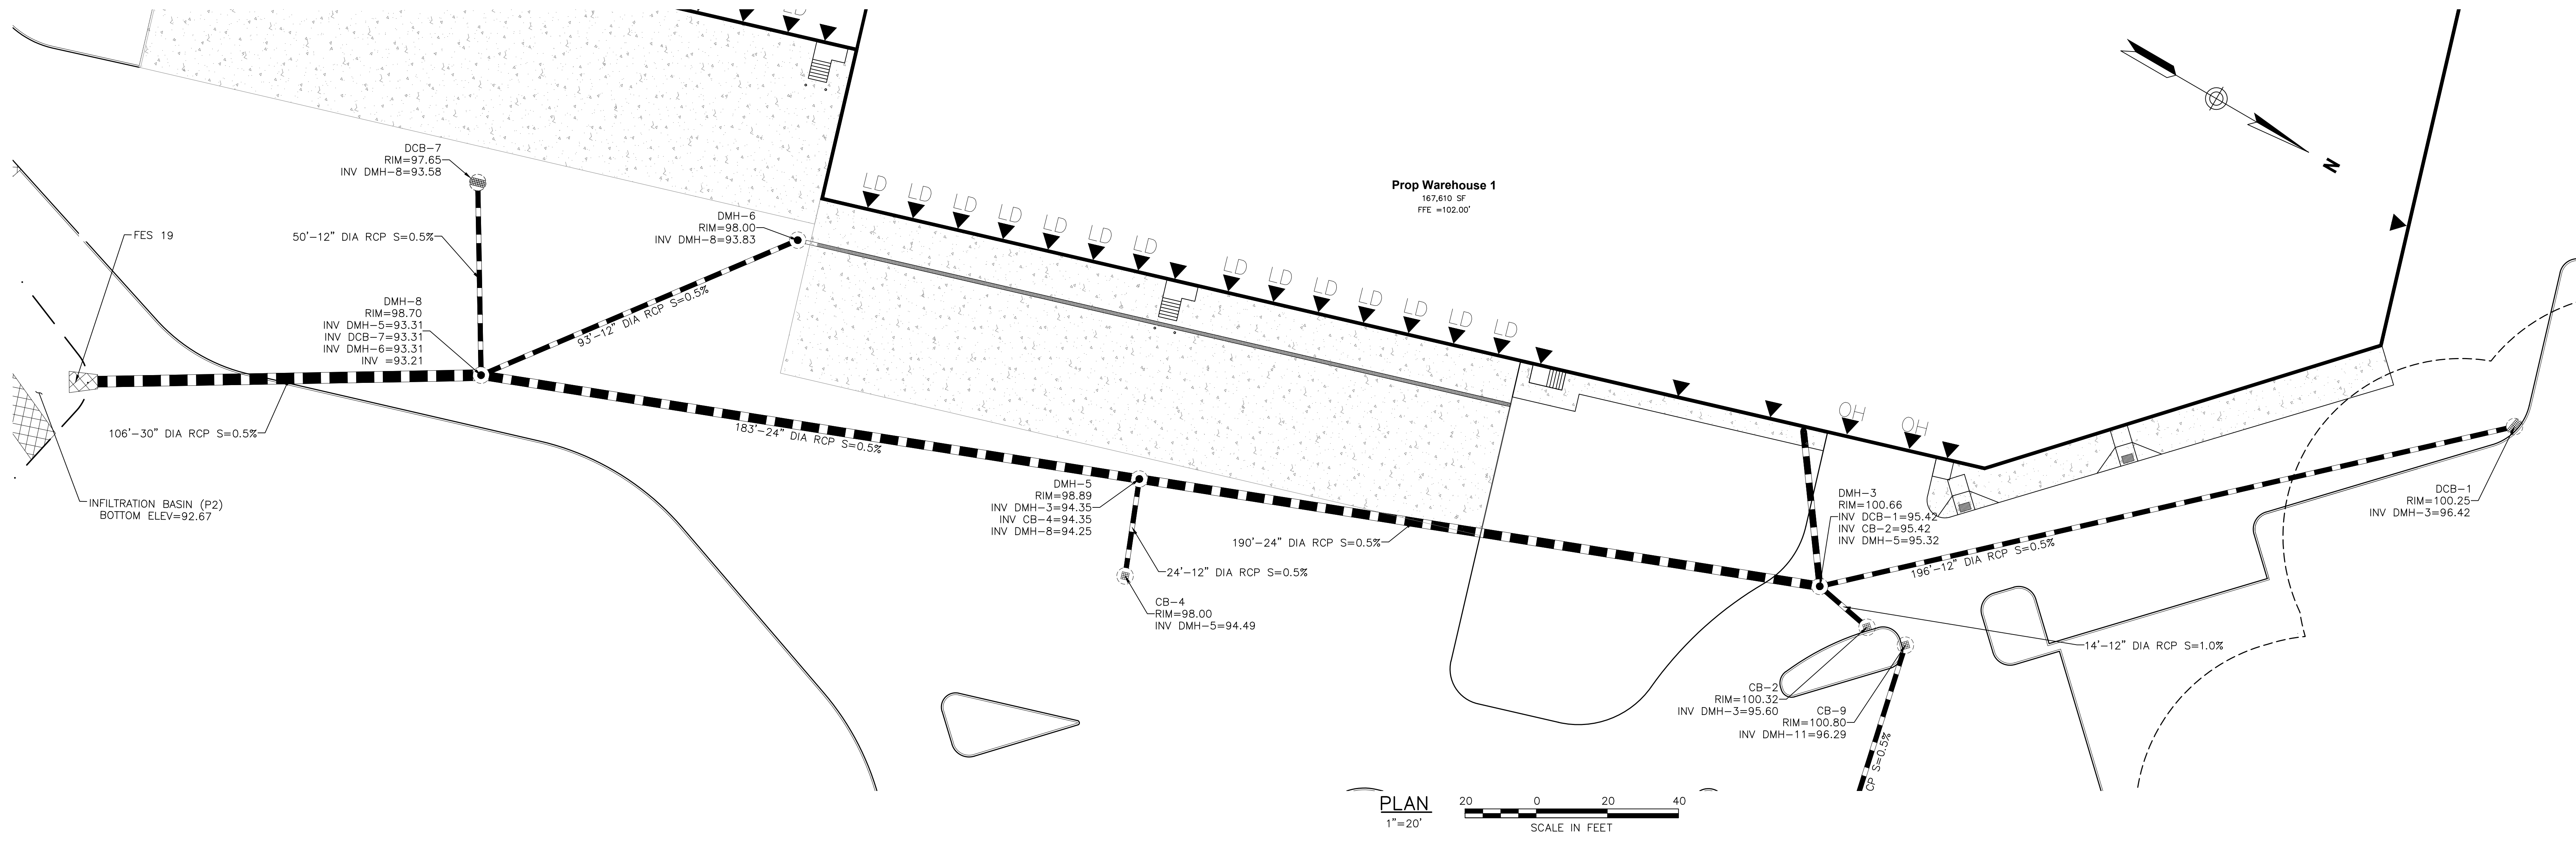 LD
Prop Warehouse 1
167,610 SF
FFE =102.00'
N
DCB-7
RIM=97.65
INV DMH-8=93.58
LD
LD
LD
LD
LD
LD
LD
LD
LD
LD
LD
LD
LD
LD
DMH-6
RIM=98.00
INV DMH-8=93.83
FES 19
50'-12" DIA RCP S=0.5%
93'-12" DIA RCP S=0.5%
DMH-8
RIM=98.70
INV DMH-5=93.31
INV DCB-7=93.31
INV DMH-6=93.31
INV =93.21
106'-30" DIA RCP S=0.5%
183'-24" DIA RCP S=0.5%
OH
OH
INFILTRATION BASIN (P2)
BOTTOM ELEV=92.67
DMH-5
RIM=98.89
INV DMH-3=94.35
INV CB-4=94.35
INV DMH-8=94.25
190'-24" DIA RCP S=0.5%
24'-12" DIA RCP S=0.5%
CB-4
RIM=98.00
INV DMH-5=94.49
DMH-3
RIM=100.66
INV DCB-1=95.42
INV CB-2=95.42
INV DMH-5=95.32
DCB-1
RIM=100.25
INV DMH-3=96.42
196'-12" DIA RCP S=0.5%
14'-12" DIA RCP S=1.0%
CB-2
RIM=100.32
INV DMH-3=95.60
CB-9
RIM=100.80
INV DMH-11=96.29
CP S=0.5%
PLAN
1"=20'
20 0 20 40
SCALE IN FEET